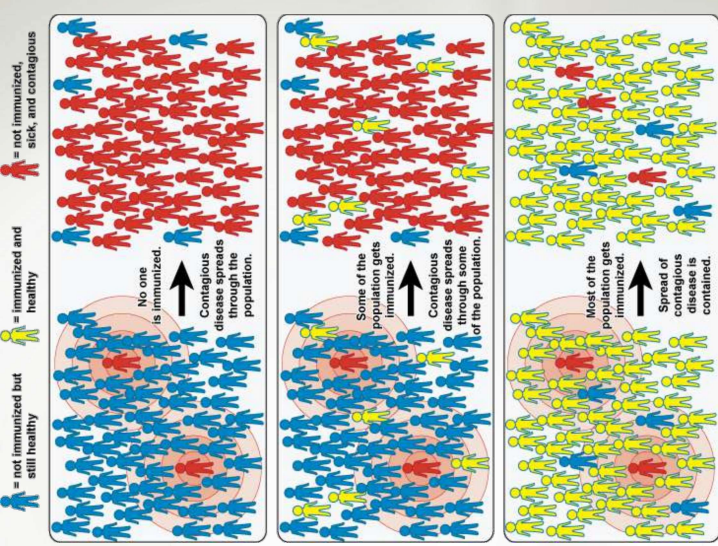 = not immunized but
still healthy
= immunized and
healthy
= not immunized,
sick, and contagious
No one
is immunized.
Contagious
disease spreads
through the
population.
Some of the
population gets
immunized.
Contagious
disease spreads
through some
of the population.
Most of the
population gets
immunized.
Spread of
contagious
disease is
contained.